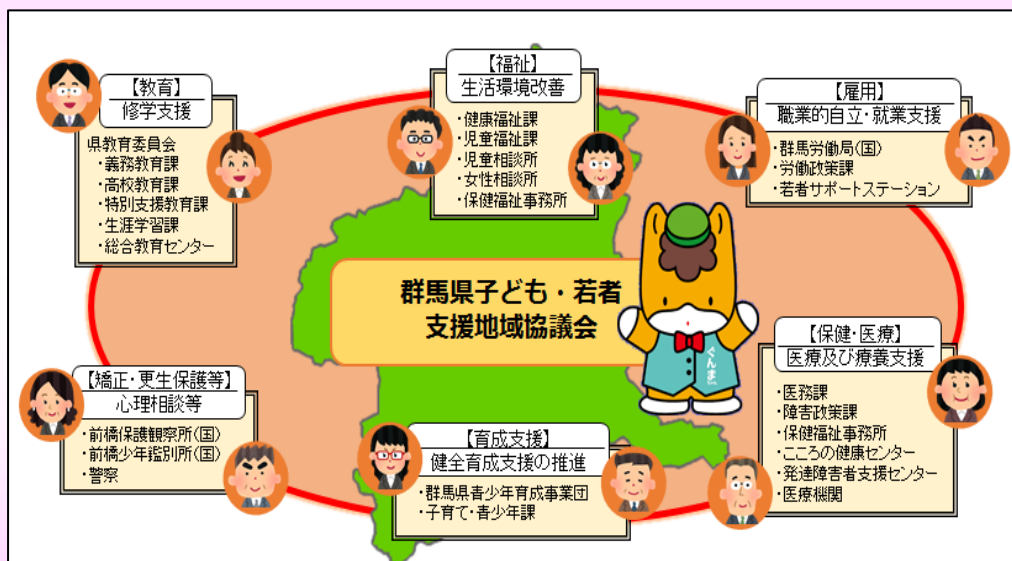 【教育】
修学支援
県教育委員会
・義務教育課
・高校教育課
・特別支援教育課
・生涯学習課
・総合教育センター
【福祉】
生活環境改善
・健康福祉課
・児童福祉課
・児童相談所
・女性相談所
・保健福祉事務所
【雇用】
職業的自立・就業支援
・群馬労働局(国)
・労働政策課
・若者サポートステーション
群馬県子ども・若者
支援地域協議会
ぐんまちゃん
【矯正・更生保護等】
心理相談等
・前橋保護観察所(国)
・前橋少年鑑別所(国)
・警察
【育成支援】
健全育成支援の推進
・群馬県青少年育成事業団
・子育て・青少年課
【保健・医療】
医療及び療養支援
・医務課
・障害政策課
・保健福祉事務所
・こころの健康センター
・発達障害者支援センター
・医療機関